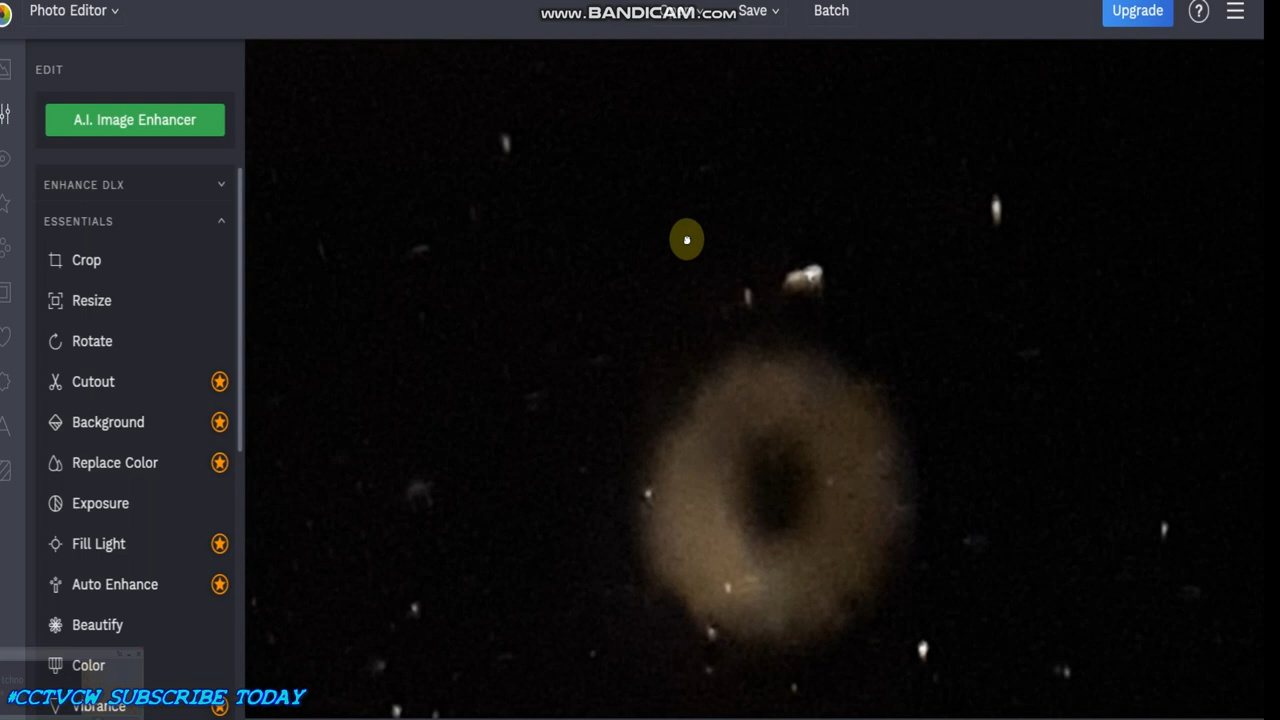 Photo Editor
www.BANDICAM.com
Save
Batch
Upgrade
EDIT
A.I. Image Enhancer
ENHANCE DLX
ESSENTIALS
Crop
Resize
Rotate
Cutout
Background
Replace Color
Exposure
Fill Light
Auto Enhance
Beautify
Color
Vibrance
#CCTVCW SUBSCRIBE TODAY